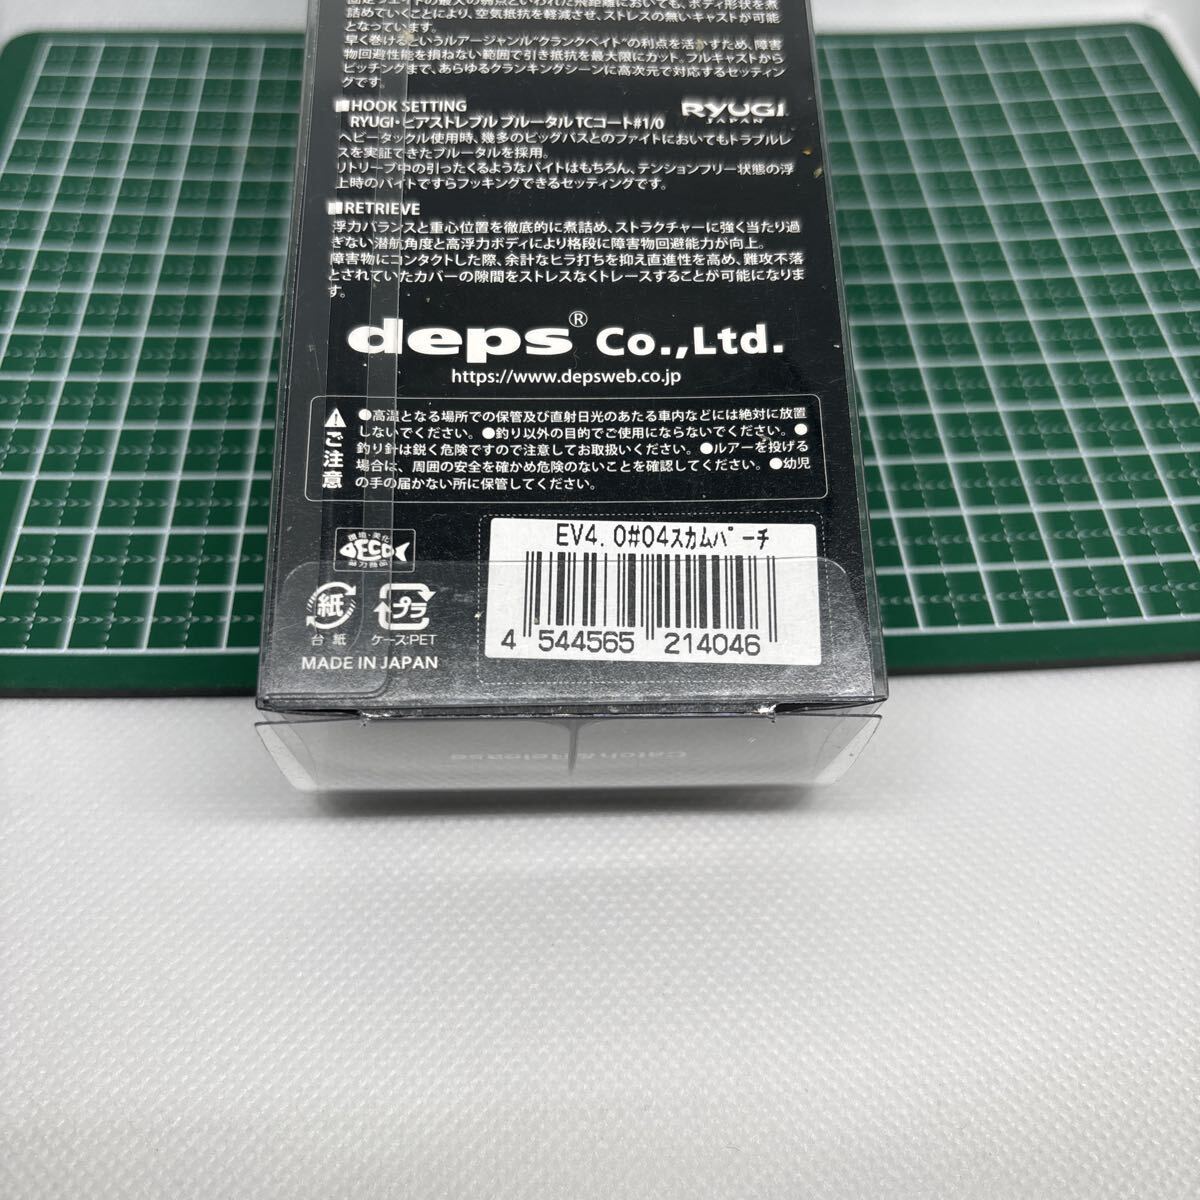 固定ウェイトの最大の弱点といわれた飛距離においても、ボディ形状を煮
詰めていくことにより、空気抵抗を軽減させ、ストレスの無いキャストが可能
となっています。
早く巻けるというルアージャンル"クランクベイト"の利点を活かすため、障害
物回避性能を損ねない範囲で引き抵抗を最大限にカット。フルキャストから
ピッチングまで、あらゆるクランキングシーンに高次元で対応するセッティン
グです。
■HOOK SETTING
RYUGI JAPAN
RYUGI・ピアストレブル ブルータル TCコート#1/0
ヘビータックル使用時、幾多のビッグバスとのファイトにおいてもトラブルレ
スを実証できたブルータルを採用。
リトリーブ中の引ったくるようなバイトはもちろん、テンションフリー状態の浮
上時のバイトですらフッキングできるセッティングです。
■RETRIEVE
浮力バランスと重心位置を徹底的に煮詰め、ストラクチャーに強く当たり過
ぎない潜航角度と高浮力ボディにより格段に障害物回避能力が向上。
障害物にコンタクトした際、余計なヒラ打ちを抑え直進性を高め、難攻不落
とされていたカバーの隙間をストレスなくトレースすることが可能になりま
す。
deps® Co.,Ltd.
https://www.depsweb.co.jp
ご注意
●高温となる場所での保管及び直射日光のあたる車内などには絶対に放置
しないでください。●釣り以外の目的でご使用にならないでください。●
釣り針は鋭く危険ですので注意してお取扱いください。●ルアーを投げる
場合は、周囲の安全を確かめ危険のないことを確認してください。●幼児
の手の届かない所に保管してください。
環境・美化
ECO
EV4.0#04スカムパーチ
4 544565 214046
紙
プラ
台紙
ケース:PET
MADE IN JAPAN
Catch&Release